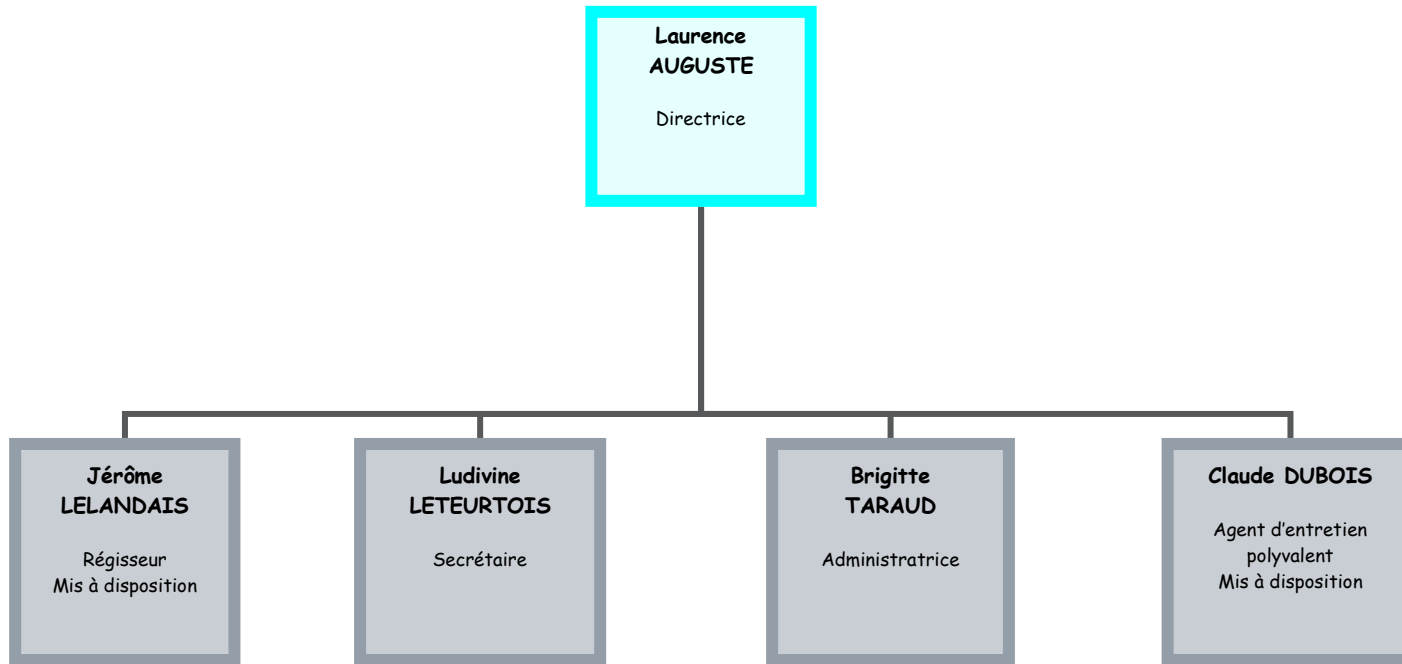 Laurence
AUGUSTE
Directrice
Jérôme
LELANDAIS
Régisseur
Mis à disposition
Ludivine
LETEURTOIS
Secrétaire
Brigitte
TARAUD
Administratrice
Claude DUBOIS
Agent d’entretien
polyvalent
Mis à disposition